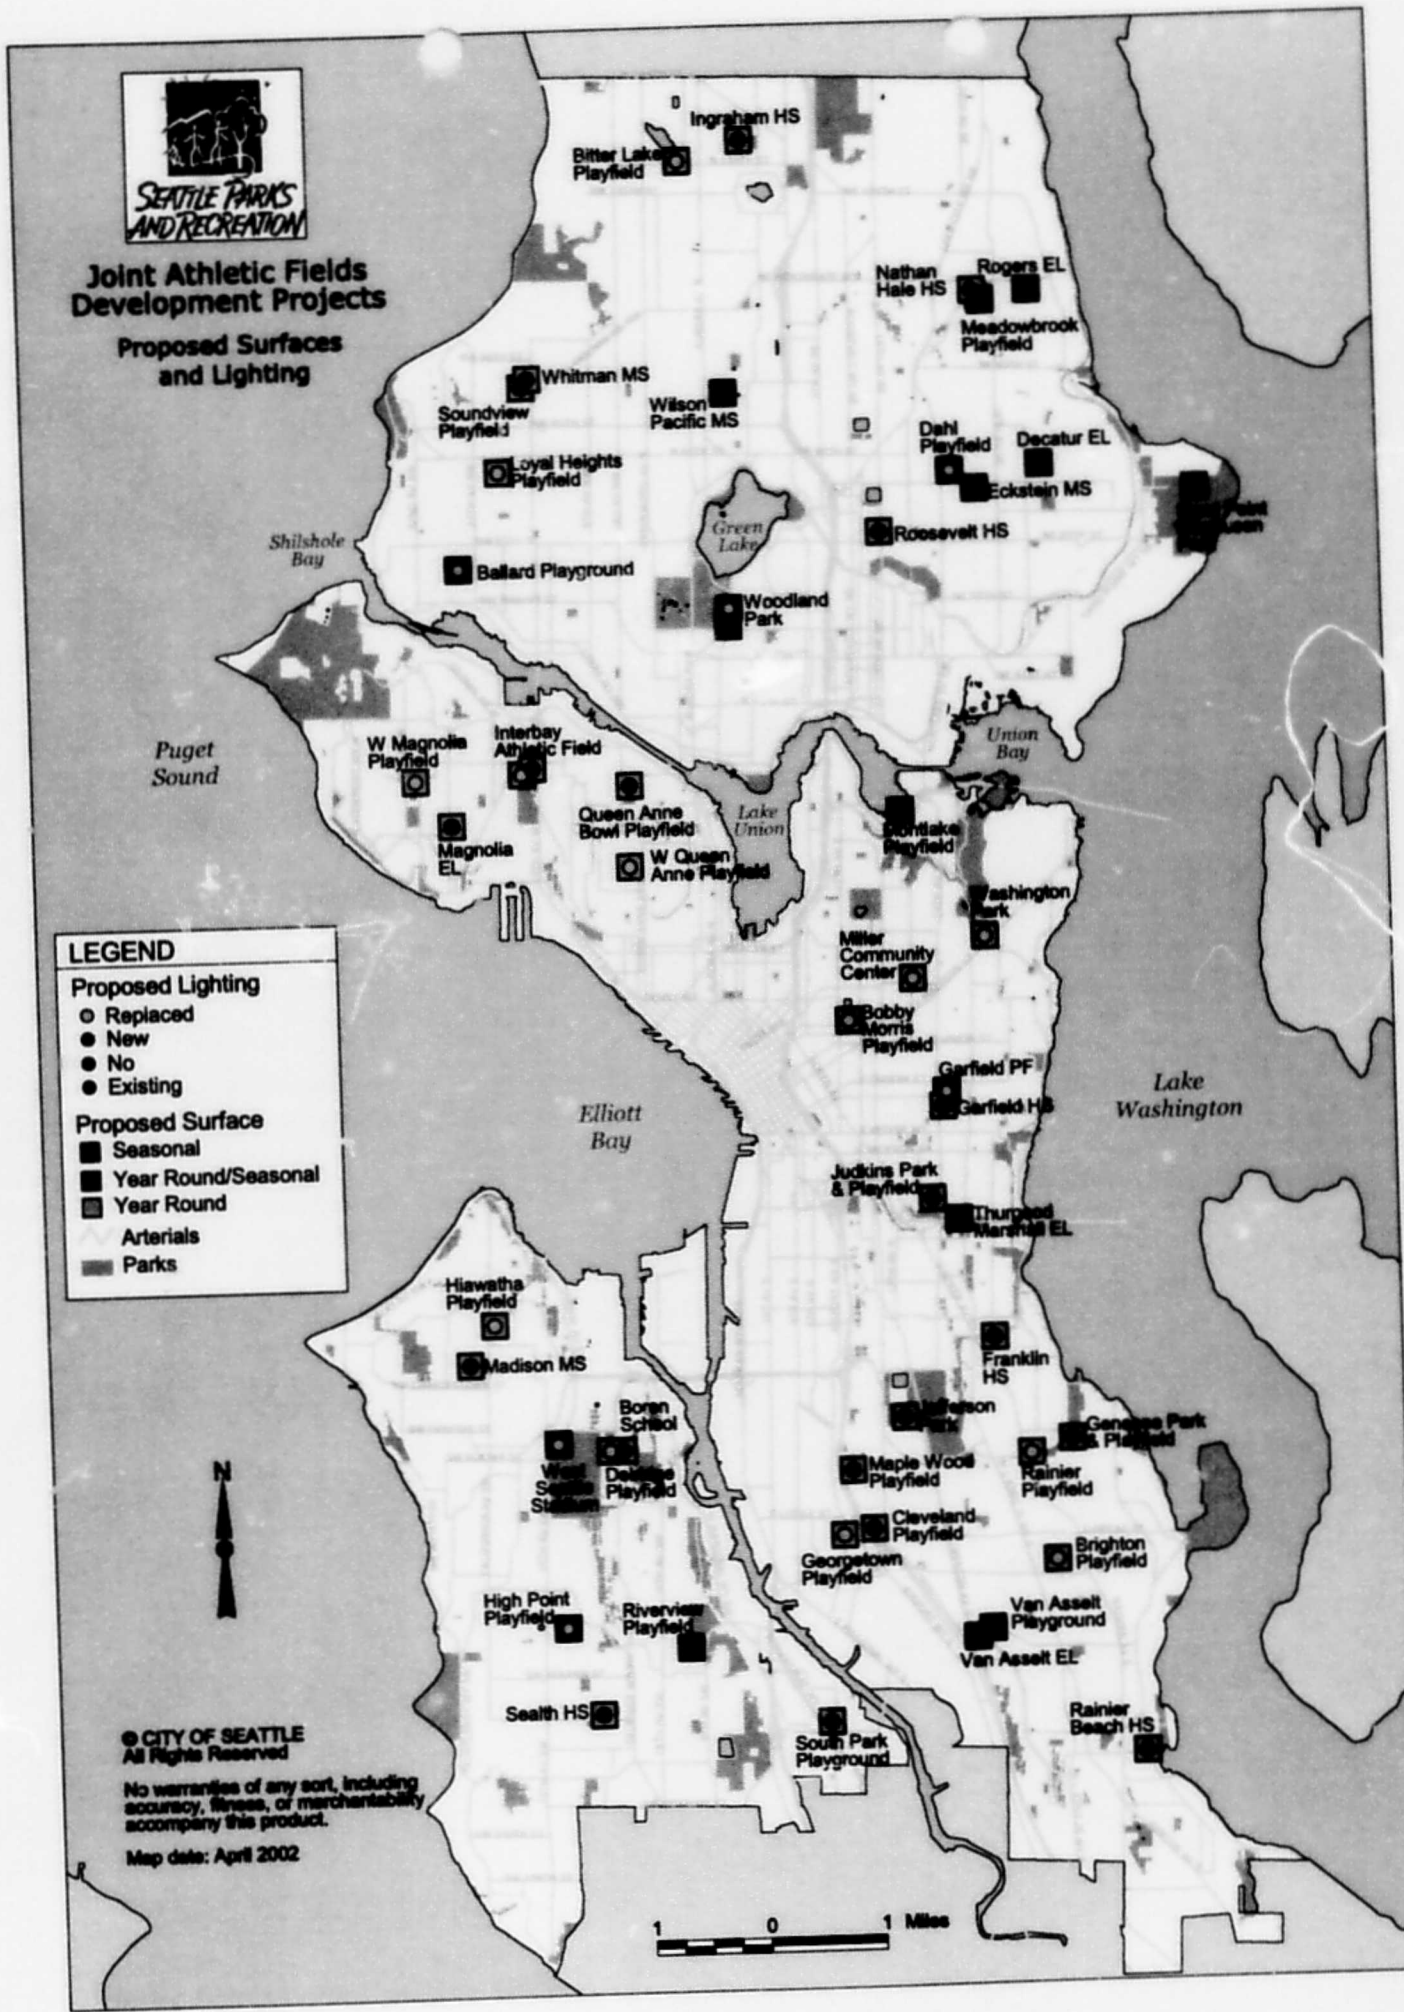 SEATTLE PARKS
AND RECREATION
Joint Athletic Fields
Development Projects
Proposed Surfaces
and Lighting
Ingraham HS
Bitter Lake
Playfield
Nathan
Hale HS
Rogers EL
Meadowbrook
Playfield
Whitman MS
Soundview
Playfield
Wilson
Pacific MS
Loyal Heights
Playfield
Dahl
Playfield
Decatur EL
Eckstein MS
Green
Lake
Roosevelt HS
Point
Shilshole
Bay
Ballard Playground
Woodland
Park
Puget
Sound
W Magnolia
Playfield
Interbay
Athletic Field
Union
Bay
Queen Anne
Bowl Playfield
Lake
Union
Montlake
Playfield
Magnolia
EL
W Queen
Anne Playfield
Washington
Park
Miller
Community
Center
Bobby
Morris
Playfield
LEGEND
Proposed Lighting
Replaced
New
No
Existing
Proposed Surface
Seasonal
Year Round/Seasonal
Year Round
Arterials
Parks
Garfield PF
Garfield HS
Lake
Washington
Elliott
Bay
Judkins Park
& Playfield
Thurgood
Marshall EL
Hiawatha
Playfield
Madison MS
Franklin
HS
Boren
School
West
Seattle
Stadium
Delridge
Playfield
Jefferson
Park
Genesee Park
& Playfield
Rainier
Playfield
Maple Wood
Playfield
Cleveland
Playfield
Georgetown
Playfield
Brighton
Playfield
N
High Point
Playfield
Riverview
Playfield
Van Asselt
Playground
Van Asselt EL
Sealth HS
South Park
Playground
Rainier
Beach HS
© CITY OF SEATTLE
All Rights Reserved
No warranties of any sort, including
accuracy, fitness, or merchantability
accompany this product.
Map date: April 2002
1 0 1 Miles